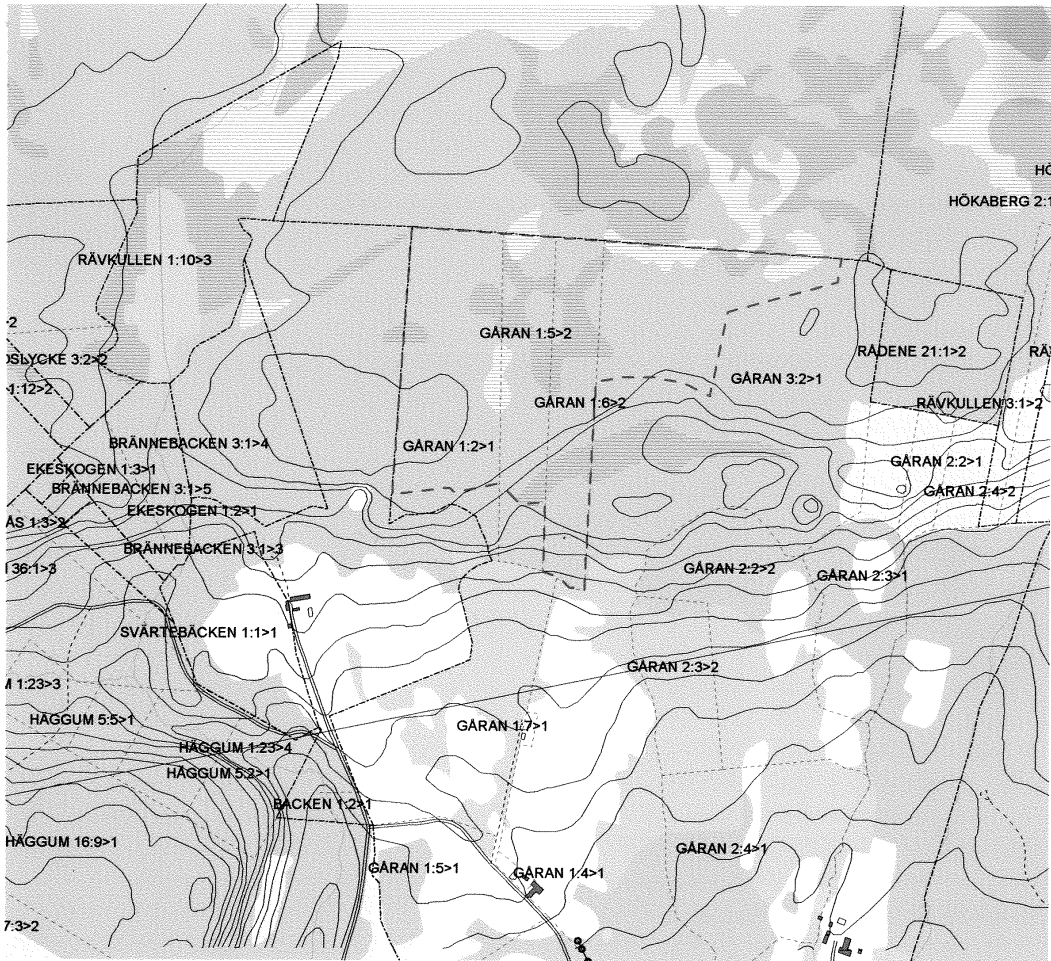 HÖKABERG 2:1
RÄVKULLEN 1:10>3
>2
GÅRAN 1:5>2
3:2>2
RÅDENE 21:1>2
1:12>2
GÅRAN 3:2>1
GÅRAN 1:6>2
RÄVKULLEN 3:1>2
BRÄNNEBACKEN 3:1>4
GÅRAN 1:2>1
EKESKOGEN 1:3>1
GÅRAN 2:2>1
BRÄNNEBACKEN 3:1>5
GÅRAN 2:4>2
EKESKOGEN 1:2>1
1:3>2
BRÄNNEBACKEN 3:1>3
36:1>3
GÅRAN 2:2>2
GÅRAN 2:3>1
SVÄRTEBÄCKEN 1:1>1
GÅRAN 2:3>2
1:23>3
HÄGGUM 5:5>1
GÅRAN 1:7>1
HÄGGUM 1:23>4
HÄGGUM 5:2>1
BACKEN 1:2>1
HÄGGUM 16:9>1
GÅRAN 2:4>1
GÅRAN 1:5>1
GÅRAN 1:4>1
7:3>2